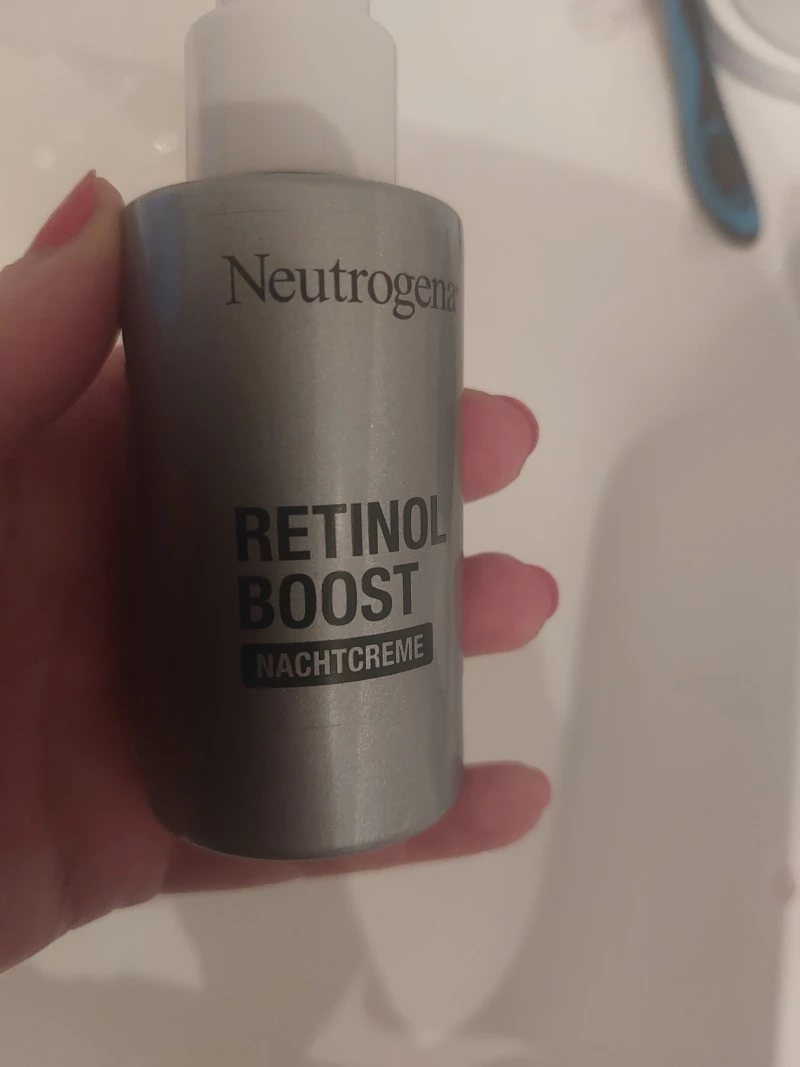 Neutrogena
RETINOL
BOOST
NACHTCREME